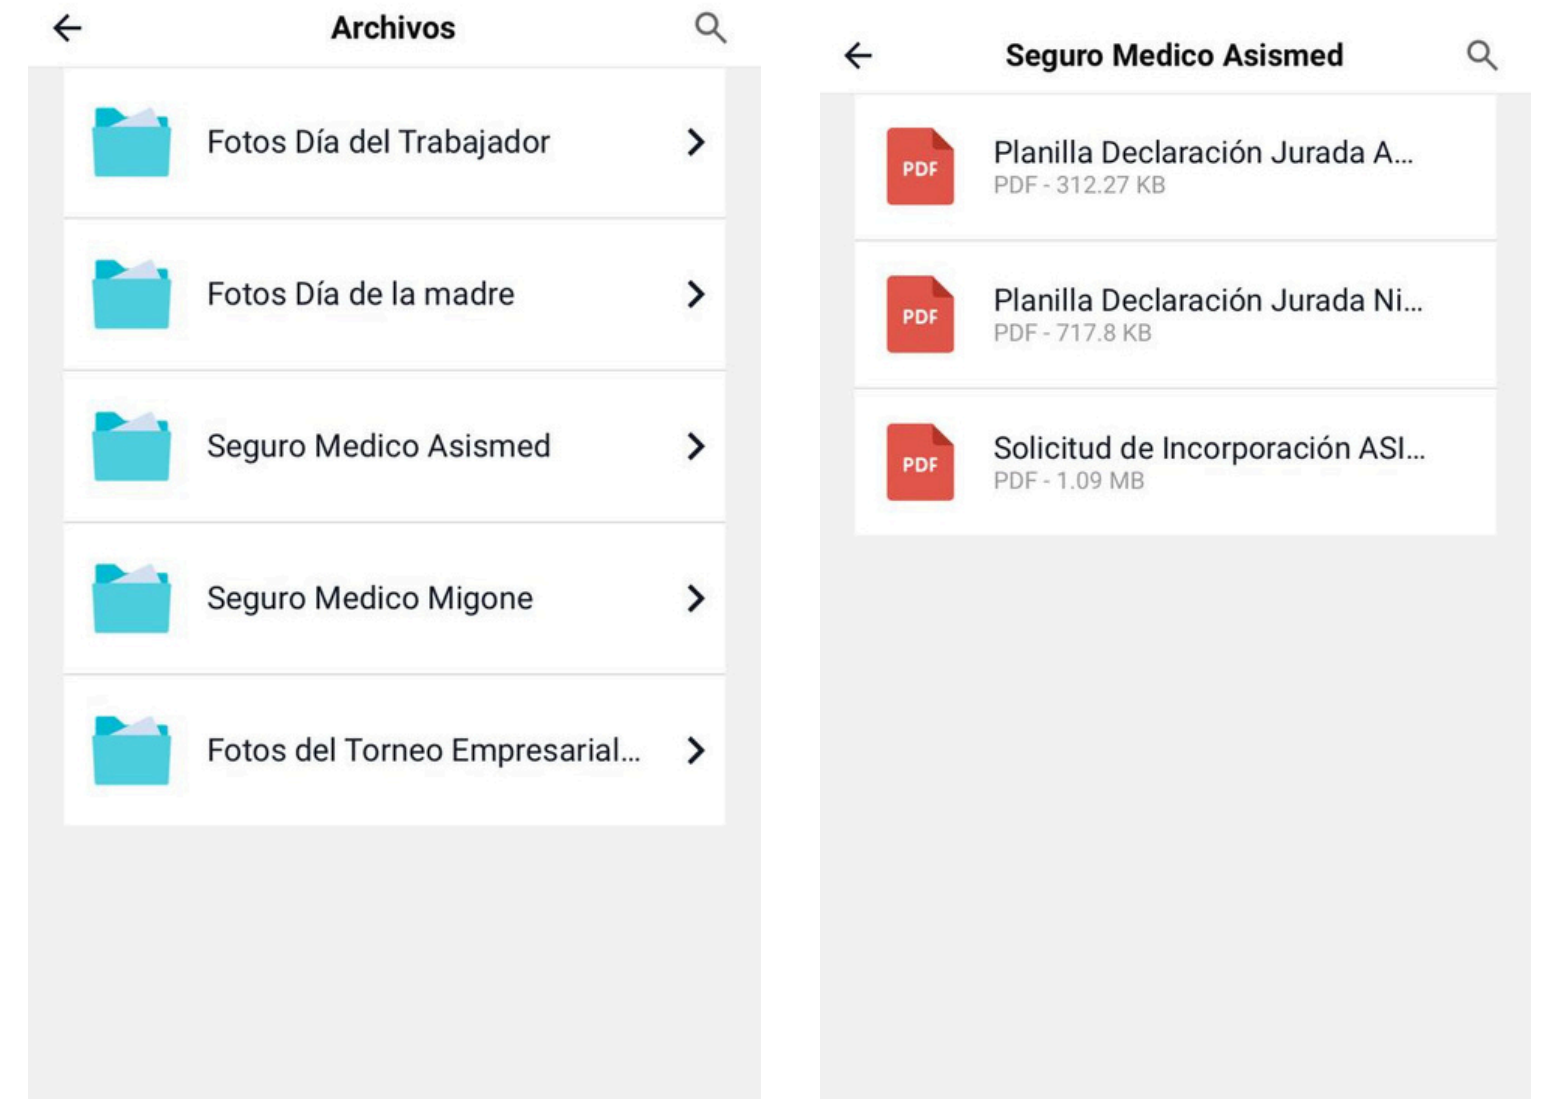 Archivos
Fotos Día del Trabajador
Fotos Día de la madre
Seguro Medico Asismed
Seguro Medico Migone
Fotos del Torneo Empresarial...
Seguro Medico Asismed
PDF
Planilla Declaración Jurada A...
PDF - 312.27 KB
PDF
Planilla Declaración Jurada Ni...
PDF - 717.8 KB
PDF
Solicitud de Incorporación ASI...
PDF - 1.09 MB